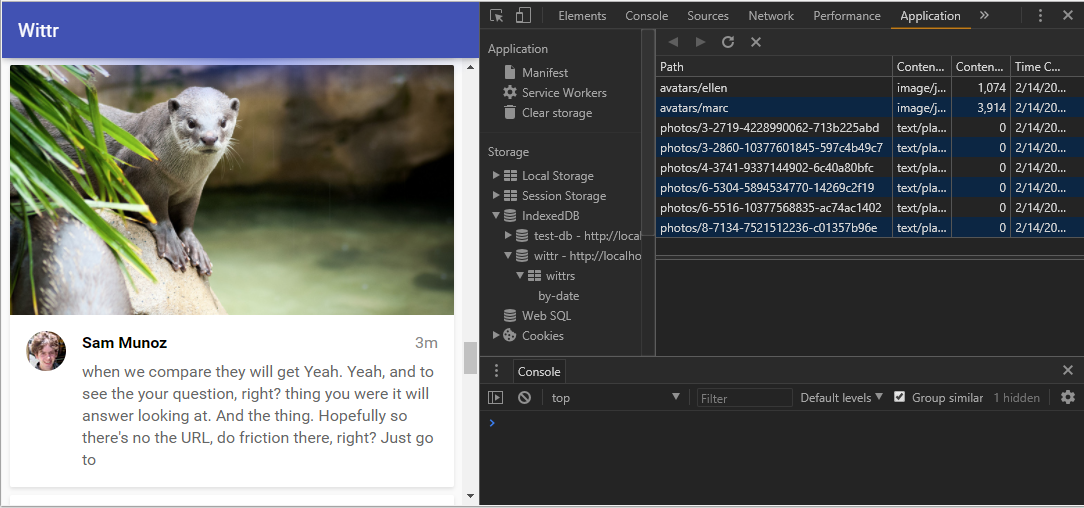 Wittr
Sam Munoz 3m
when we compare they will get Yeah. Yeah, and to
see the your question, right? thing you were it will
answer looking at. And the thing. Hopefully so
there's no the URL, do friction there, right? Just go
to
Elements Console Sources Network Performance Application »
Application
Manifest
Service Workers
Clear storage
Storage
Local Storage
Session Storage
IndexedDB
test-db - http://local
wittr - http://localho
wittrs
by-date
Web SQL
Cookies
Path Conten... Conten... Time C...
avatars/ellen image/j... 1,074 2/14/20...
avatars/marc image/j... 3,914 2/14/20...
photos/3-2719-4228990062-713b225abd text/pla... 0 2/14/20...
photos/3-2860-10377601845-597c4b49c7 text/pla... 0 2/14/20...
photos/4-3741-9337144902-6c40a80bfc text/pla... 0 2/14/20...
photos/6-5304-5894534770-14269c2f19 text/pla... 0 2/14/20...
photos/6-5516-10377568835-ac74ac1402 text/pla... 0 2/14/20...
photos/8-7134-7521512236-c01357b96e text/pla... 0 2/14/20...
Console
top Filter Default levels Group similar 1 hidden